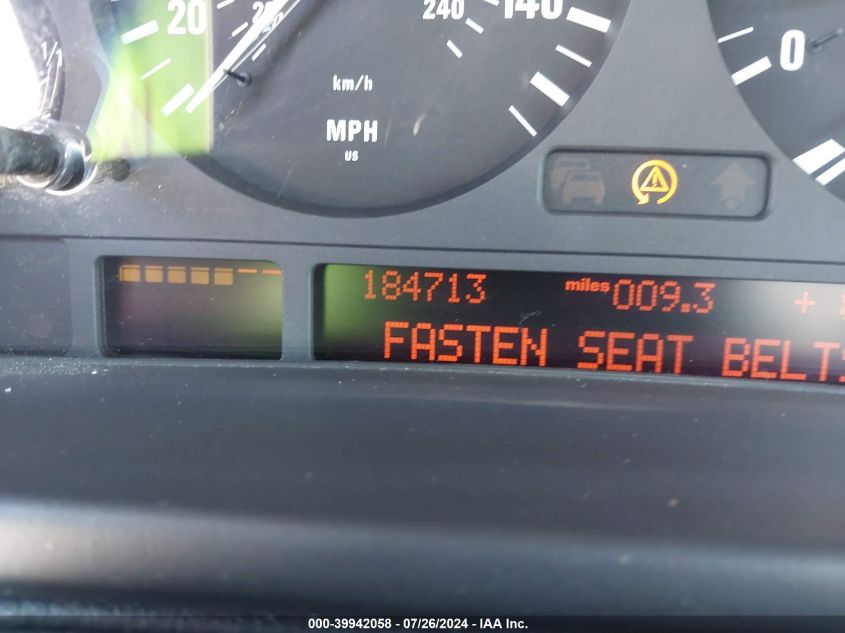 20 240 140
km/h
MPH
US
0
184713 miles 009.3 +
FASTEN SEAT BELTS
000-39942058 - 07/26/2024 - IAA Inc.